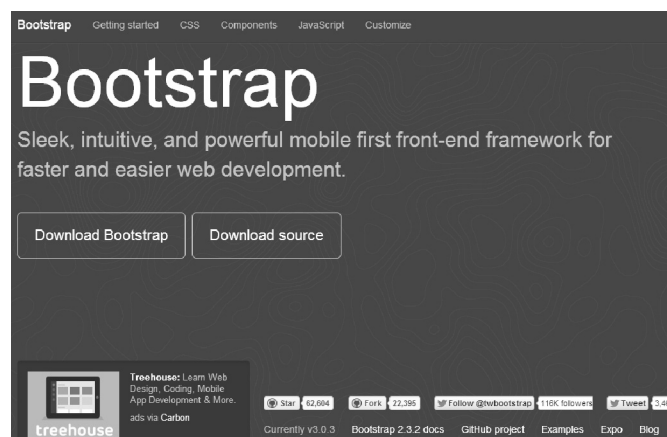 Bootstrap Getting started CSS Components JavaScript Customize
Bootstrap
Sleek, intuitive, and powerful mobile first front-end framework for
faster and easier web development.
Download Bootstrap Download source
Treehouse: Learn Web
Design, Coding, Mobile
App Development & More.
ads via Carbon
treehouse
Star 62,604 Fork 22,395 Follow @twbootstrap 116K followers Tweet
Currently v3.0.3 Bootstrap 2.3.2 docs GitHub project Examples Expo Blog